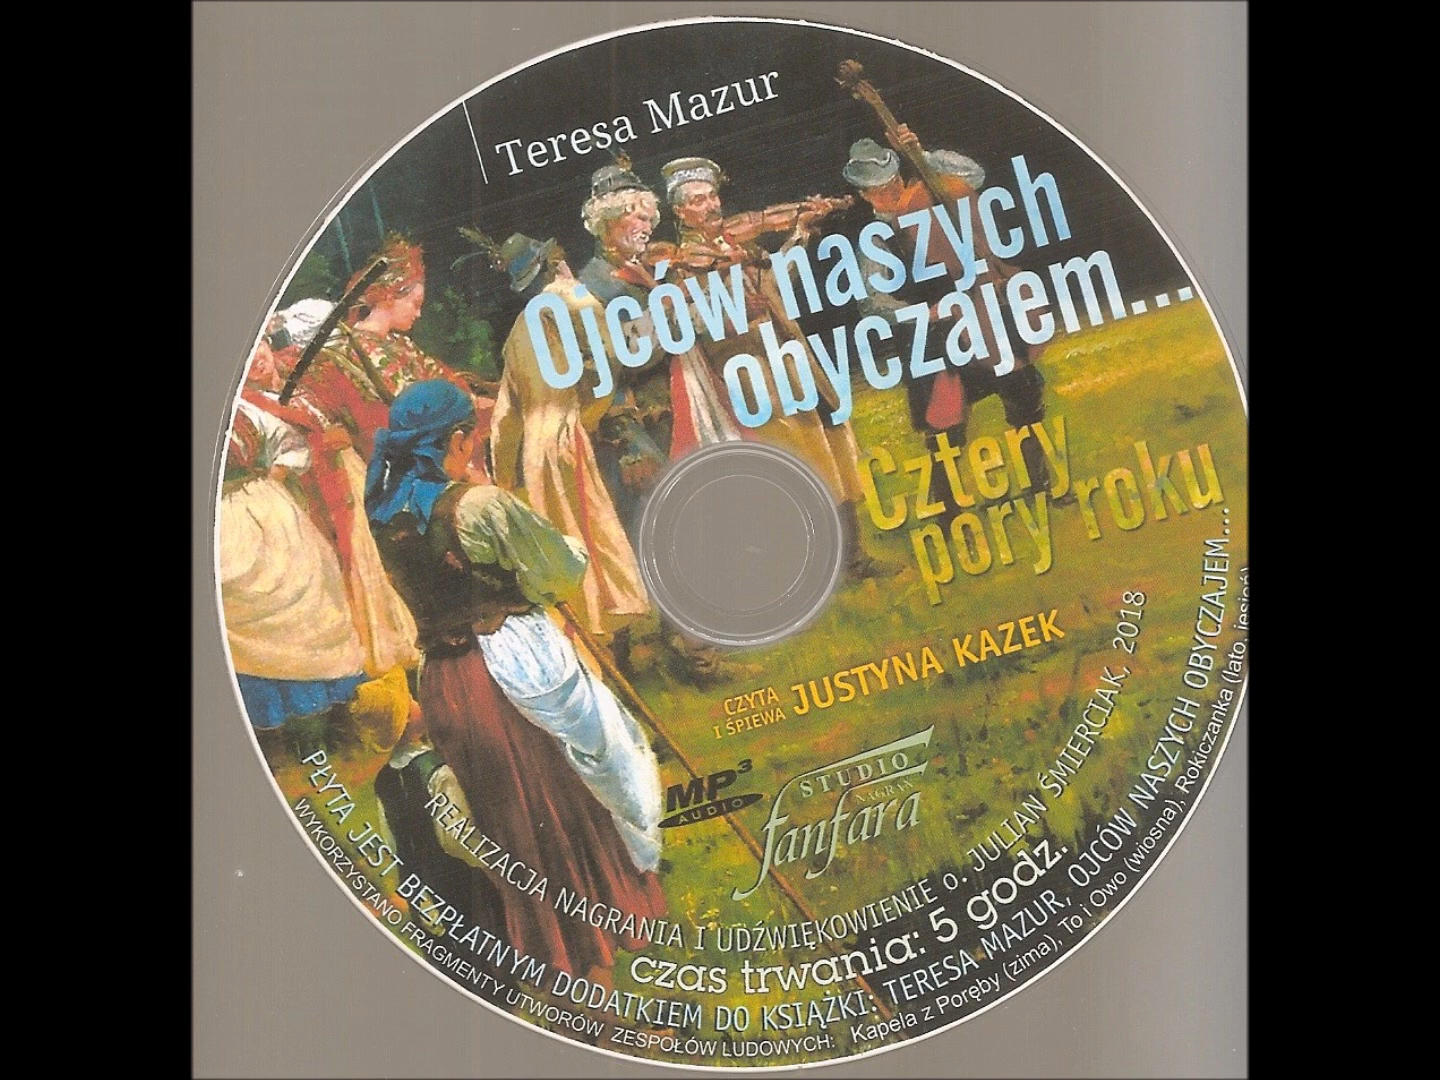 Teresa Mazur
Ojców naszych
obyczajem...
Cztery
pory roku
CZYTA
I ŚPIEWA JUSTYNA KAZEK
MP3
AUDIO
STUDIO
NAGRAŃ
fanfara
REALIZACJA NAGRANIA I UDŹWIĘKOWIENIE o. JULIAN ŚMIERCIAK, 2018
czas trwania: 5 godz.
PŁYTA JEST BEZPŁATNYM DODATKIEM DO KSIĄŻKI: TERESA MAZUR, OJCÓW NASZYCH OBYCZAJEM...
WYKORZYSTANO FRAGMENTY UTWORÓW ZESPOŁÓW LUDOWYCH: Kapela z Poręby (zima), To i Owo (wiosna), Rokiczanka (lato, jesień)